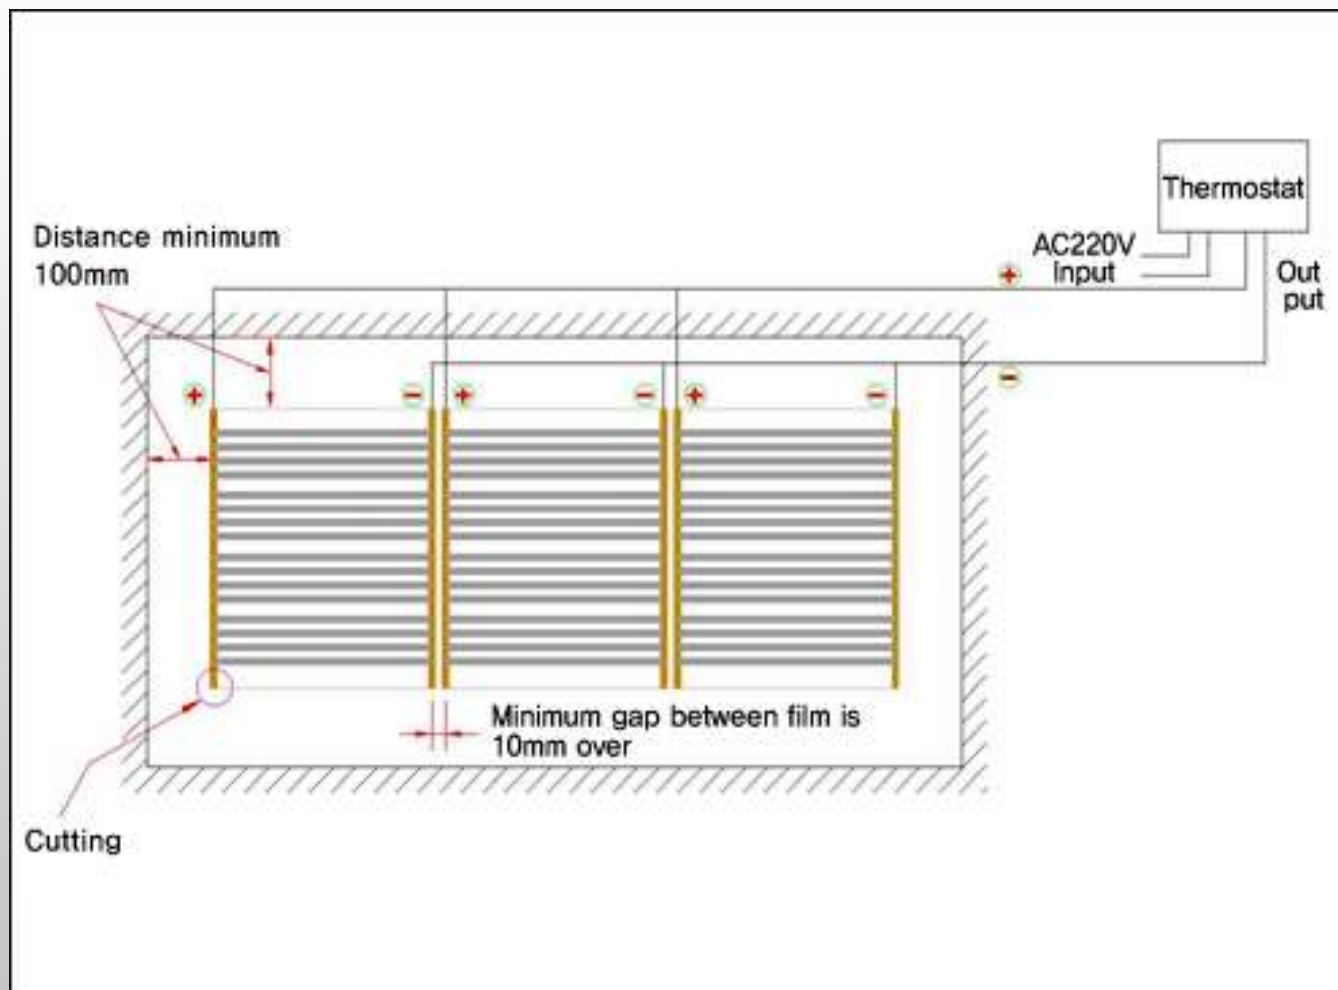 Thermostat
AC220V
Input
Out
put
Distance minimum
100mm
+
−
+
−
+
−
+
−
Minimum gap between film is
10mm over
Cutting